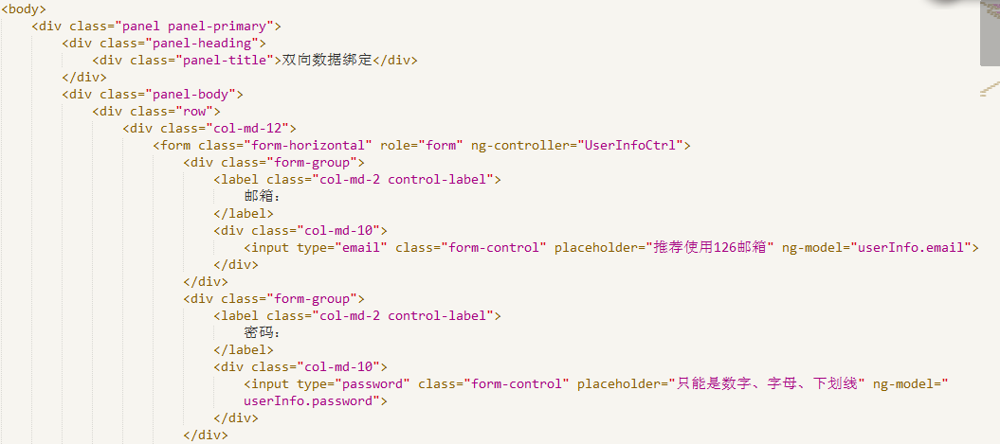 <body>
<div class="panel panel-primary">
<div class="panel-heading">
<div class="panel-title">双向数据绑定</div>
</div>
<div class="panel-body">
<div class="row">
<div class="col-md-12">
<form class="form-horizontal" role="form" ng-controller="UserInfoCtrl">
<div class="form-group">
<label class="col-md-2 control-label">
邮箱:
</label>
<div class="col-md-10">
<input type="email" class="form-control" placeholder="推荐使用126邮箱" ng-model="userInfo.email">
</div>
</div>
<div class="form-group">
<label class="col-md-2 control-label">
密码:
</label>
<div class="col-md-10">
<input type="password" class="form-control" placeholder="只能是数字、字母、下划线" ng-model="
userInfo.password">
</div>
</div>